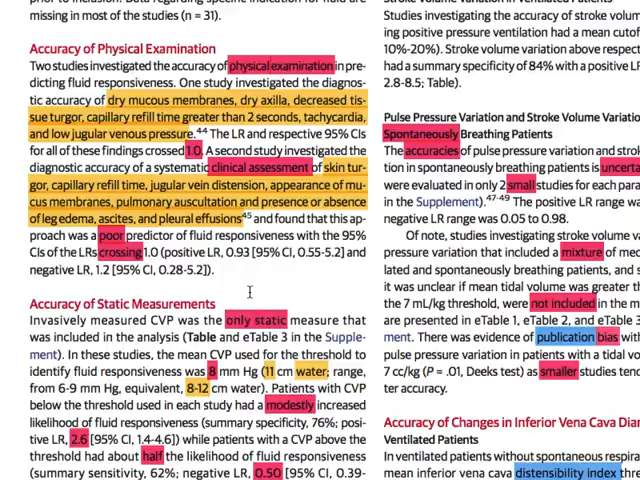 prior to inclusion. Data regarding specific indication for fluid are
missing in most of the studies (n = 31).
Accuracy of Physical Examination
Two studies investigated the accuracy of physical examination in pre-
dicting fluid responsiveness. One study investigated the diagnos-
tic accuracy of dry mucous membranes, dry axilla, decreased tis-
sue turgor, capillary refill time greater than 2 seconds, tachycardia,
and low jugular venous pressure.44 The LR and respective 95% CIs
for all of these findings crossed 1.0. A second study investigated the
diagnostic accuracy of a systematic clinical assessment of skin tur-
gor, capillary refill time, jugular vein distension, appearance of mu-
cus membranes, pulmonary auscultation and presence or absence
of leg edema, ascites, and pleural effusions45 and found that this ap-
proach was a poor predictor of fluid responsiveness with the 95%
CIs of the LRs crossing 1.0 (positive LR, 0.93 [95% CI, 0.55-5.2] and
negative LR, 1.2 [95% CI, 0.28-5.2]).
Accuracy of Static Measurements
Invasively measured CVP was the only static measure that
was included in the analysis (Table and eTable 3 in the Supple-
ment). In these studies, the mean CVP used for the threshold to
identify fluid responsiveness was 8 mm Hg (11 cm water; range,
from 6-9 mm Hg, equivalent, 8-12 cm water). Patients with CVP
below the threshold used in each study had a modestly increased
likelihood of fluid responsiveness (summary specificity, 76%; posi-
tive LR, 2.6 [95% CI, 1.4-4.6]) while patients with a CVP above the
threshold had about half the likelihood of fluid responsiveness
(summary sensitivity, 62%; negative LR, 0.50 [95% CI, 0.39-
Studies investigating the accuracy of stroke volum
ing positive pressure ventilation had a mean cutof
10%-20%). Stroke volume variation above respect
had a summary specificity of 84% with a positive LF
2.8-8.5; Table).
Pulse Pressure Variation and Stroke Volume Variatio
Spontaneously Breathing Patients
The accuracies of pulse pressure variation and strok
tion in spontaneously breathing patients is uncerta
were evaluated in only 2 small studies for each para
in the Supplement).47-49 The positive LR range wa
negative LR range was 0.05 to 0.98.
Of note, studies investigating stroke volume va
pressure variation that included a mixture of mec
lated and spontaneously breathing patients, and s
it was unclear if mean tidal volume was greater th
the 7 mL/kg threshold, were not included in the m
are presented in eTable 1, eTable 2, and eTable 3
ment. There was evidence of publication bias with
pulse pressure variation in patients with a tidal vo
7 cc/kg (P = .01, Deeks test) as smaller studies tend
ter accuracy.
Accuracy of Changes in Inferior Vena Cava Diam
Ventilated Patients
In ventilated patients without spontaneous respira
mean inferior vena cava distensibility index thre